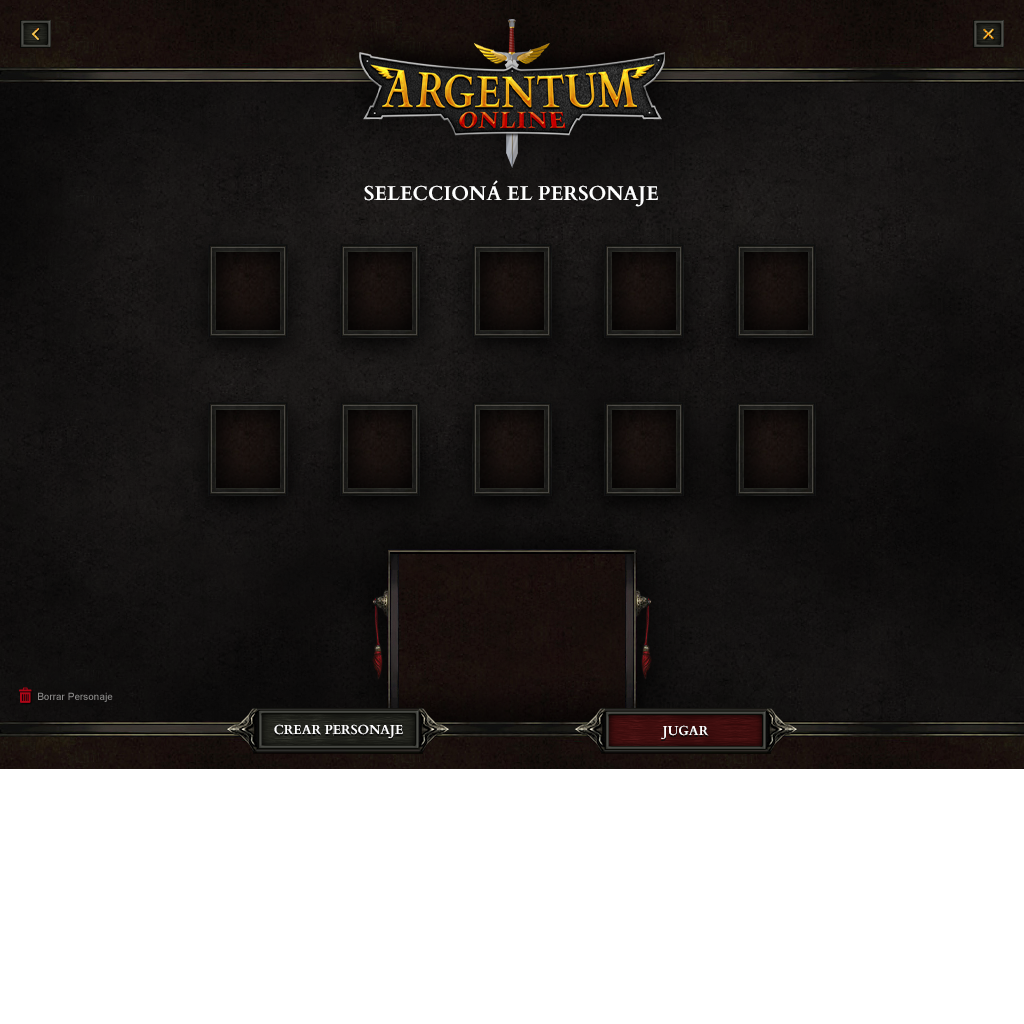 ARGENTUM
ONLINE
SELECCIONÁ EL PERSONAJE
Borrar Personaje
CREAR PERSONAJE
JUGAR